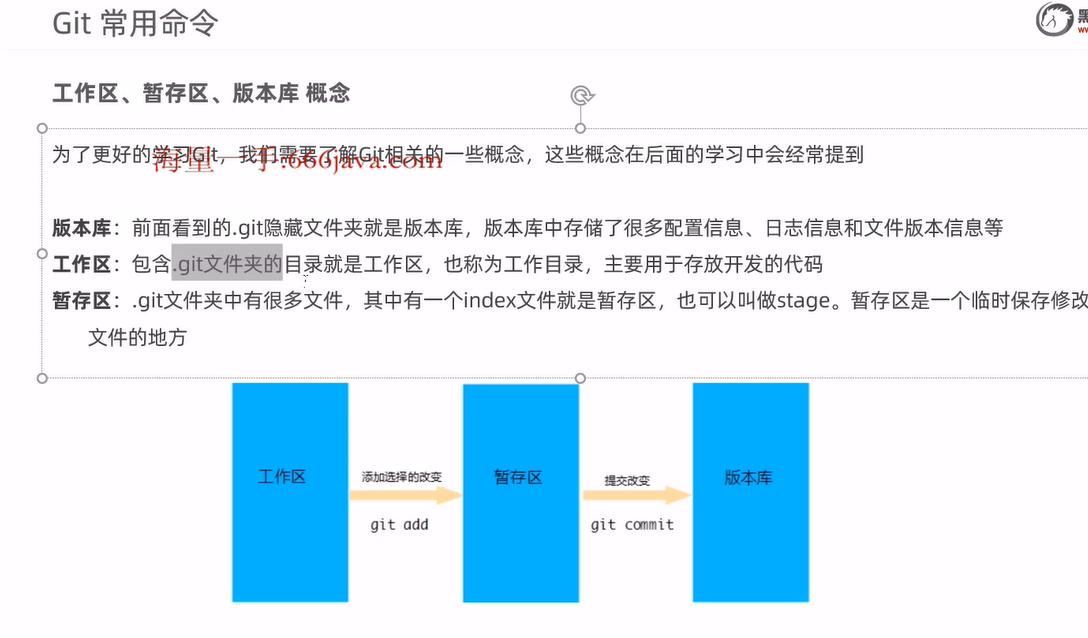 Git 常用命令
黑
工作区、暂存区、版本库 概念
为了更好的学习Git，我们需要了解Git相关的一些概念，这些概念在后面的学习中会经常提到
海量一手:666java.com
版本库：前面看到的.git隐藏文件夹就是版本库，版本库中存储了很多配置信息、日志信息和文件版本信息等
工作区：包含.git文件夹的目录就是工作区，也称为工作目录，主要用于存放开发的代码
暂存区：.git文件夹中有很多文件，其中有一个index文件就是暂存区，也可以叫做stage。暂存区是一个临时保存修改
文件的地方
工作区
添加选择的改变
git add
暂存区
提交改变
git commit
版本库